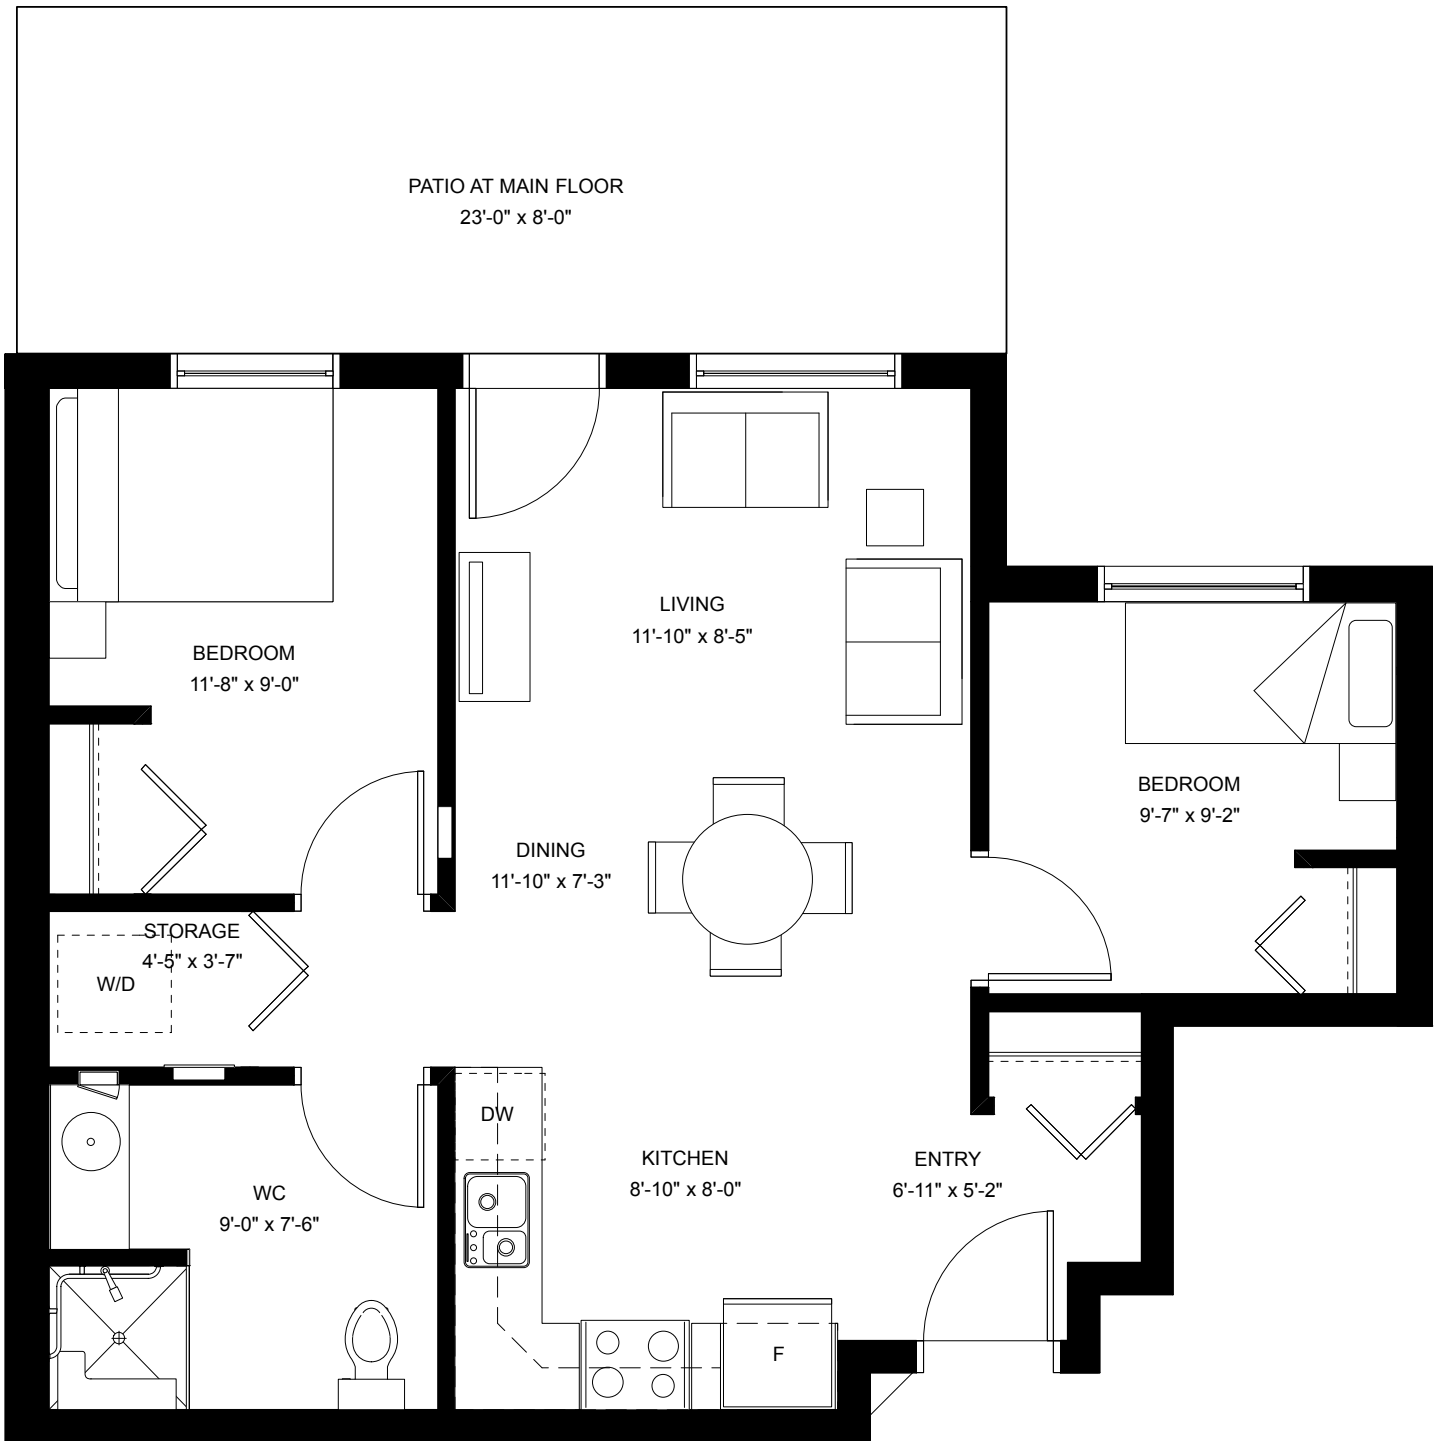 PATIO AT MAIN FLOOR
23'-0" x 8'-0"
LIVING
11'-10" x 8'-5"
BEDROOM
11'-8" x 9'-0"
BEDROOM
9'-7" x 9'-2"
DINING
11'-10" x 7'-3"
STORAGE
4'-5" x 3'-7"
W/D
DW
KITCHEN
8'-10" x 8'-0"
ENTRY
6'-11" x 5'-2"
WC
9'-0" x 7'-6"
F